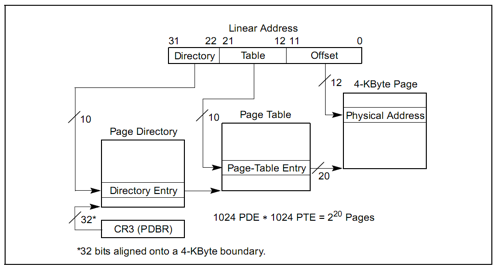 Linear Address
31 22 21 12 11 0
Directory Table Offset
12 4-KByte Page
10 10 Page Table Physical Address
Page Directory
Page-Table Entry 20
Directory Entry
32* 1024 PDE * 1024 PTE = 2^20 Pages
CR3 (PDBR)
*32 bits aligned onto a 4-KByte boundary.